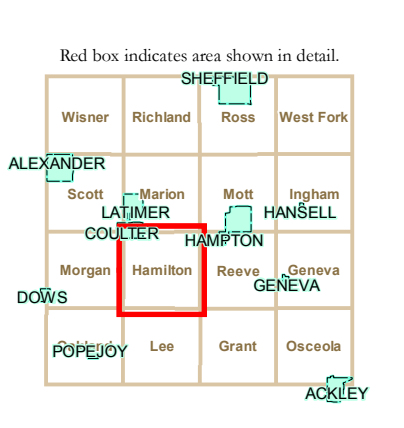 Red box indicates area shown in detail.
SHEFFIELD
Wisner Richland Ross West Fork
ALEXANDER
Scott Marion Mott Ingham
LATIMER HANSELL
COULTER HAMPTON
Morgan Hamilton Reeve Geneva
GENEVA
DOWS
POPEJOY Lee Grant Osceola
ACKLEY